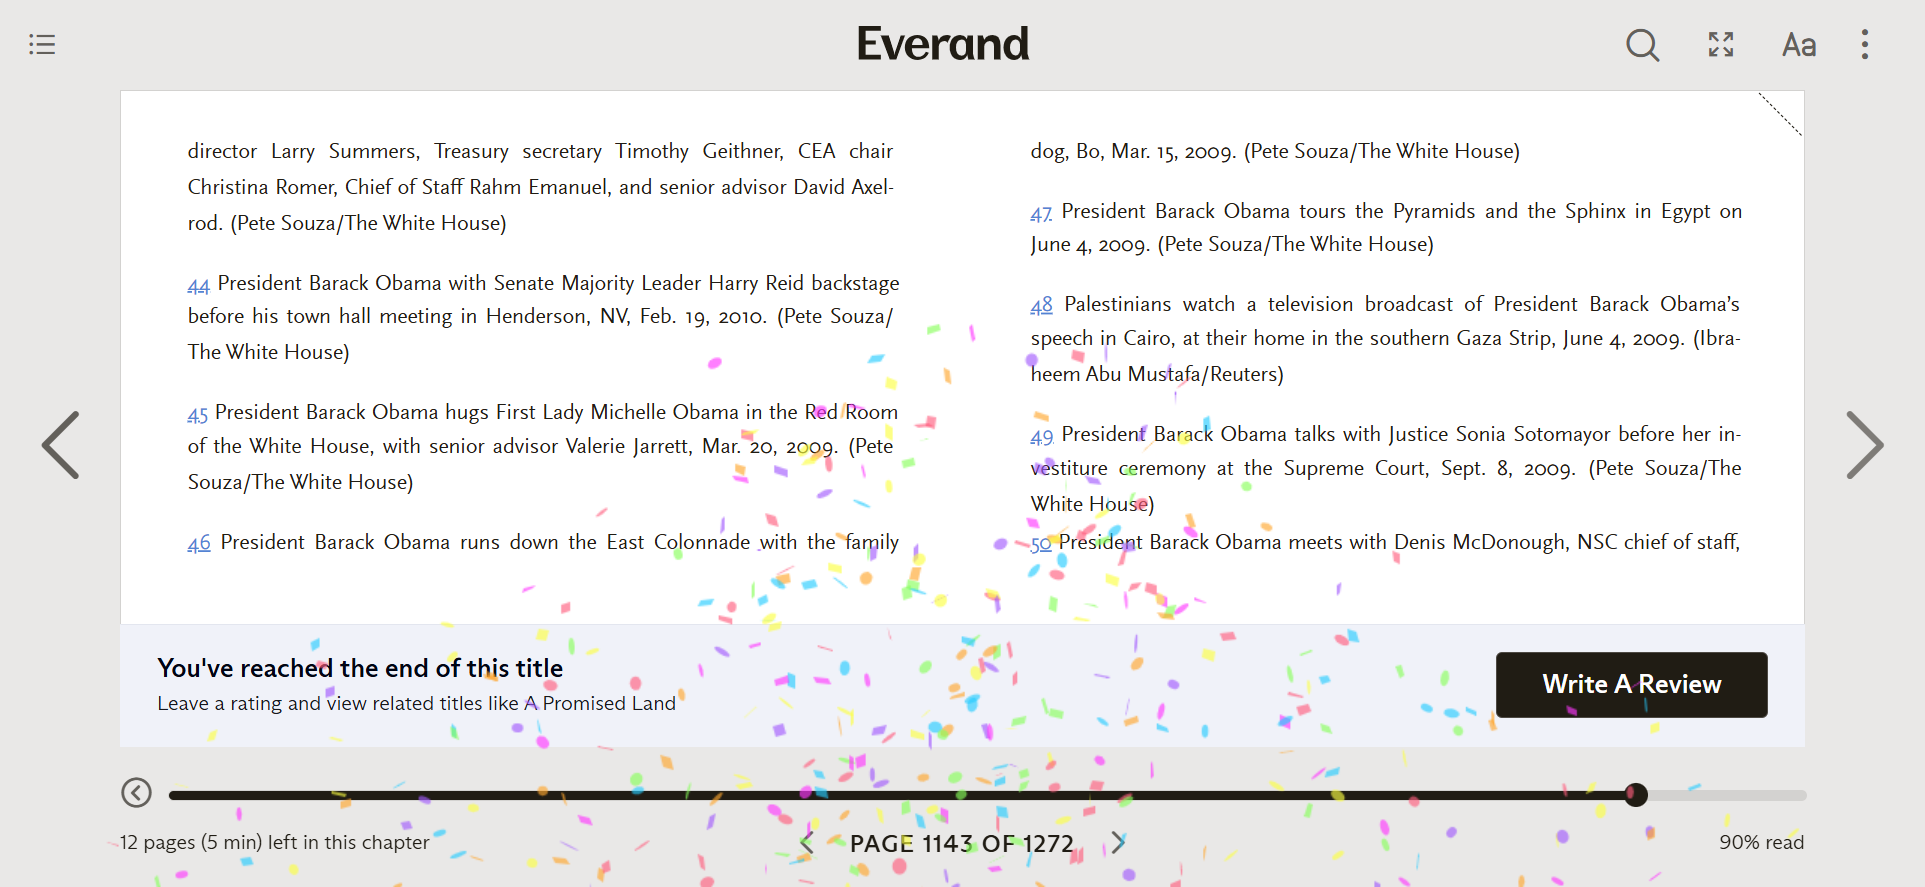 Everand
Aa
director Larry Summers, Treasury secretary Timothy Geithner, CEA chair
Christina Romer, Chief of Staff Rahm Emanuel, and senior advisor David Axel-
rod. (Pete Souza/The White House)
44 President Barack Obama with Senate Majority Leader Harry Reid backstage
before his town hall meeting in Henderson, NV, Feb. 19, 2010. (Pete Souza/
The White House)
45 President Barack Obama hugs First Lady Michelle Obama in the Red Room
of the White House, with senior advisor Valerie Jarrett, Mar. 20, 2009. (Pete
Souza/The White House)
46 President Barack Obama runs down the East Colonnade with the family
dog, Bo, Mar. 15, 2009. (Pete Souza/The White House)
47 President Barack Obama tours the Pyramids and the Sphinx in Egypt on
June 4, 2009. (Pete Souza/The White House)
48 Palestinians watch a television broadcast of President Barack Obama's
speech in Cairo, at their home in the southern Gaza Strip, June 4, 2009. (Ibra-
heem Abu Mustafa/Reuters)
49 President Barack Obama talks with Justice Sonia Sotomayor before her in-
vestiture ceremony at the Supreme Court, Sept. 8, 2009. (Pete Souza/The
White House)
50 President Barack Obama meets with Denis McDonough, NSC chief of staff,
You've reached the end of this title
Leave a rating and view related titles like A Promised Land
Write A Review
12 pages (5 min) left in this chapter
PAGE 1143 OF 1272
90% read